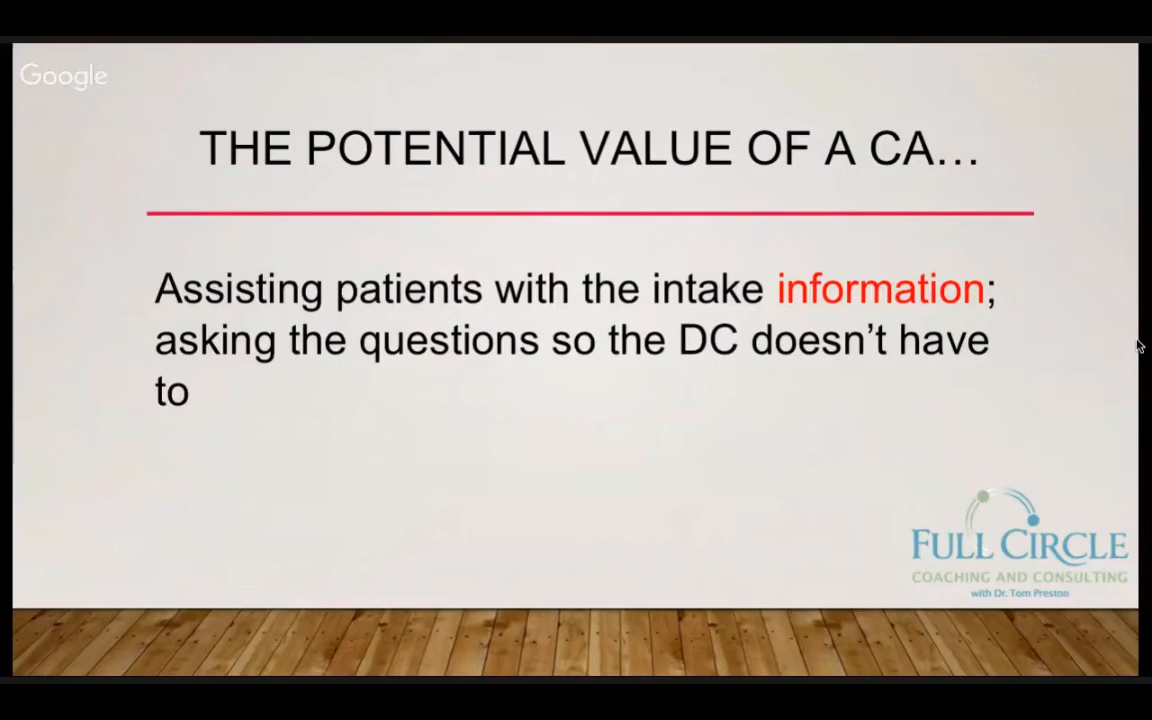 Google
THE POTENTIAL VALUE OF A CA…
Assisting patients with the intake information;
asking the questions so the DC doesn’t have
to
FULL CIRCLE
COACHING AND CONSULTING
with Dr. Tom Preston